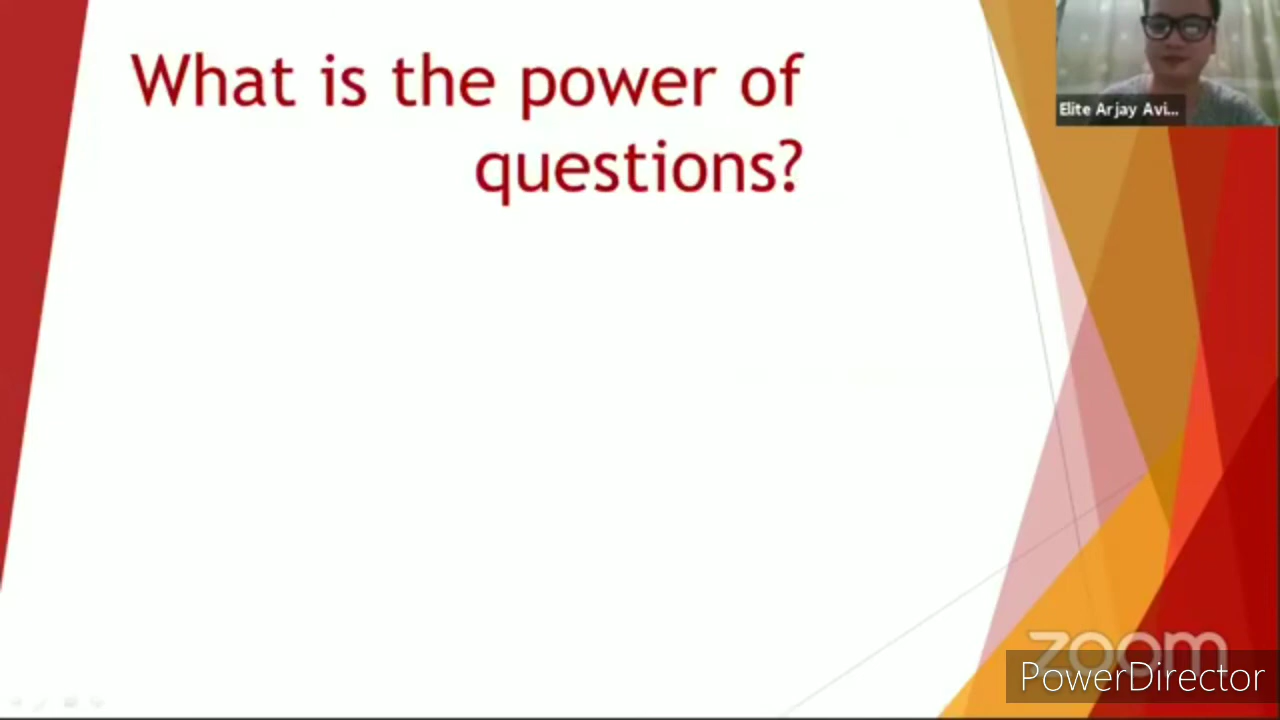 What is the power of
questions?
Elite Arjay Avi...
zoom
PowerDirector